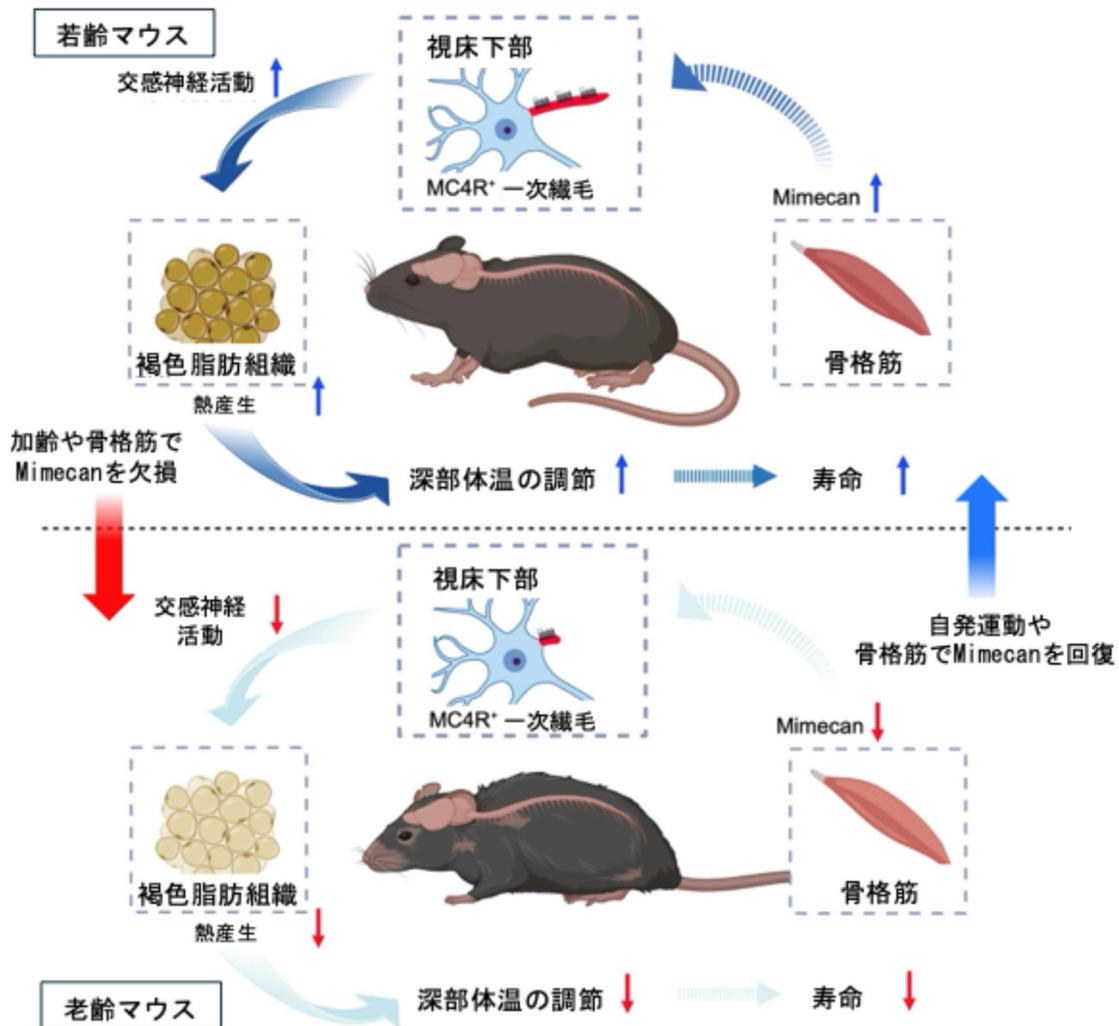 若齢マウス
交感神経活動
視床下部
MC4R⁺ 一次繊毛
Mimecan
褐色脂肪組織
熱産生
骨格筋
加齢や骨格筋で
Mimecanを欠損
深部体温の調節
寿命
視床下部
交感神経
活動
自発運動や
骨格筋でMimecanを回復
MC4R⁺ 一次繊毛
Mimecan
褐色脂肪組織
熱産生
骨格筋
深部体温の調節
寿命
老齢マウス